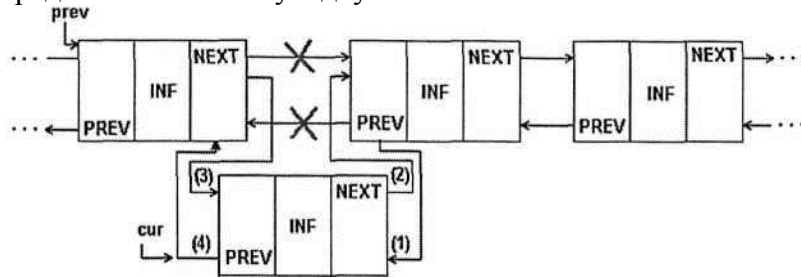 prev
NEXT NEXT NEXT
INF INF INF
PREV PREV PREV
(3) NEXT (2)
INF
cur (4) PREV (1)